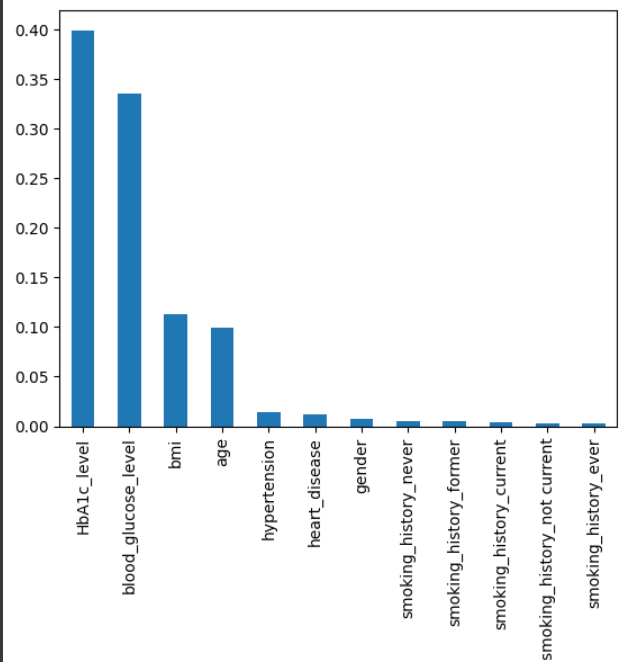 0.40
0.35
0.30
0.25
0.20
0.15
0.10
0.05
0.00
HbA1c_level
blood_glucose_level
bmi
age
hypertension
heart_disease
gender
smoking_history_never
smoking_history_former
smoking_history_current
smoking_history_not current
smoking_history_ever